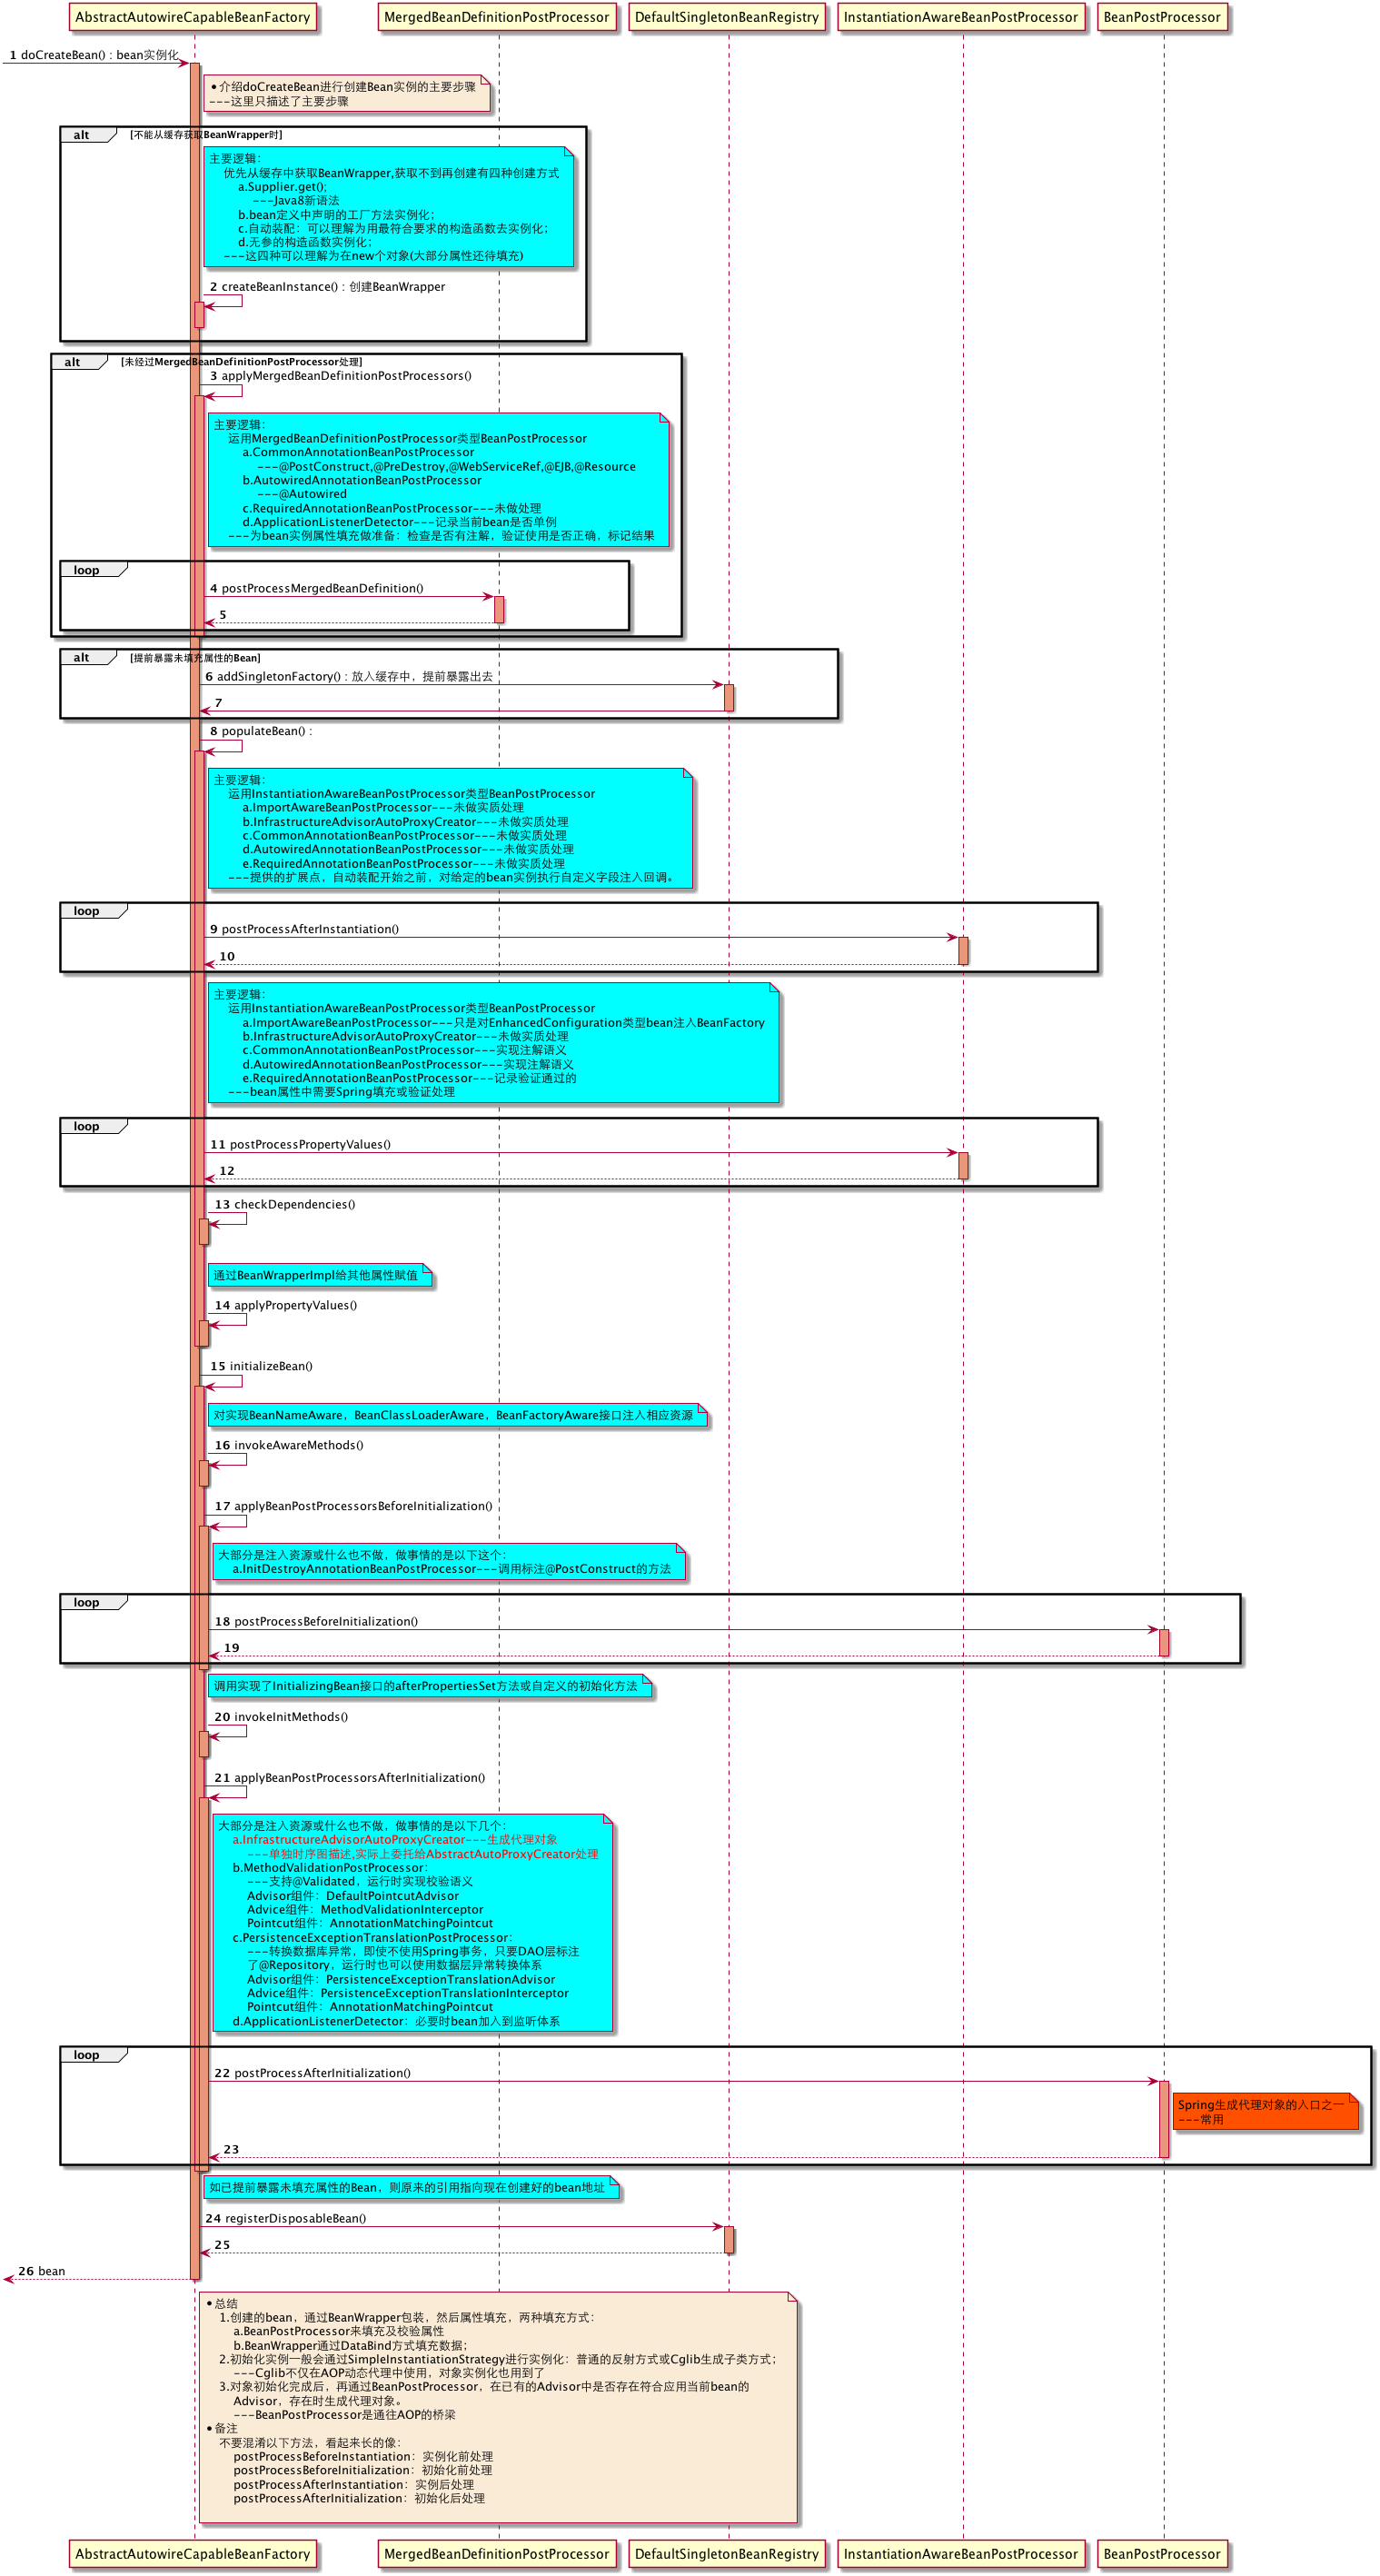 AbstractAutowireCapableBeanFactory
MergedBeanDefinitionPostProcessor
DefaultSingletonBeanRegistry
InstantiationAwareBeanPostProcessor
BeanPostProcessor
1 doCreateBean() : bean实例化
•介绍doCreateBean进行创建Bean实例的主要步骤
---这里只描述了主要步骤
alt [不能从缓存获取BeanWrapper时]
主要逻辑：
优先从缓存中获取BeanWrapper,获取不到再创建有四种创建方式
a.Supplier.get();
---Java8新语法
b.bean定义中声明的工厂方法实例化；
c.自动装配：可以理解为用最符合要求的构造函数去实例化；
d.无参的构造函数实例化；
---这四种可以理解为在new个对象(大部分属性还待填充)
2 createBeanInstance() : 创建BeanWrapper
alt [未经过MergedBeanDefinitionPostProcessor处理]
3 applyMergedBeanDefinitionPostProcessors()
主要逻辑：
运用MergedBeanDefinitionPostProcessor类型BeanPostProcessor
a.CommonAnnotationBeanPostProcessor
---@PostConstruct,@PreDestroy,@WebServiceRef,@EJB,@Resource
b.AutowiredAnnotationBeanPostProcessor
---@Autowired
c.RequiredAnnotationBeanPostProcessor---未做处理
d.ApplicationListenerDetector---记录当前bean是否单例
---为bean实例属性填充做准备：检查是否有注解，验证使用是否正确，标记结果
loop
4 postProcessMergedBeanDefinition()
5
alt [提前暴露未填充属性的Bean]
6 addSingletonFactory() : 放入缓存中，提前暴露出去
7
8 populateBean() :
主要逻辑：
运用InstantiationAwareBeanPostProcessor类型BeanPostProcessor
a.ImportAwareBeanPostProcessor---未做实质处理
b.InfrastructureAdvisorAutoProxyCreator---未做实质处理
c.CommonAnnotationBeanPostProcessor---未做实质处理
d.AutowiredAnnotationBeanPostProcessor---未做实质处理
e.RequiredAnnotationBeanPostProcessor---未做实质处理
---提供的扩展点，自动装配开始之前，对给定的bean实例执行自定义字段注入回调。
loop
9 postProcessAfterInstantiation()
10
主要逻辑：
运用InstantiationAwareBeanPostProcessor类型BeanPostProcessor
a.ImportAwareBeanPostProcessor---只是对EnhancedConfiguration类型bean注入BeanFactory
b.InfrastructureAdvisorAutoProxyCreator---未做实质处理
c.CommonAnnotationBeanPostProcessor---实现注解语义
d.AutowiredAnnotationBeanPostProcessor---实现注解语义
e.RequiredAnnotationBeanPostProcessor---记录验证通过的
---bean属性中需要Spring填充或验证处理
loop
11 postProcessPropertyValues()
12
13 checkDependencies()
通过BeanWrapperImpl给其他属性赋值
14 applyPropertyValues()
15 initializeBean()
对实现BeanNameAware，BeanClassLoaderAware，BeanFactoryAware接口注入相应资源
16 invokeAwareMethods()
17 applyBeanPostProcessorsBeforeInitialization()
大部分是注入资源或什么也不做，做事情的是以下这个：
a.InitDestroyAnnotationBeanPostProcessor---调用标注@PostConstruct的方法
loop
18 postProcessBeforeInitialization()
19
调用实现了InitializingBean接口的afterPropertiesSet方法或自定义的初始化方法
20 invokeInitMethods()
21 applyBeanPostProcessorsAfterInitialization()
大部分是注入资源或什么也不做，做事情的是以下几个：
a.InfrastructureAdvisorAutoProxyCreator---生成代理对象
---单独时序图描述,实际上委托给AbstractAutoProxyCreator处理
b.MethodValidationPostProcessor：
---支持@Validated，运行时实现校验语义
Advisor组件：DefaultPointcutAdvisor
Advice组件：MethodValidationInterceptor
Pointcut组件：AnnotationMatchingPointcut
c.PersistenceExceptionTranslationPostProcessor：
---转换数据库异常，即使不使用Spring事务，只要DAO层标注
了@Repository，运行时也可以使用数据层异常转换体系
Advisor组件：PersistenceExceptionTranslationAdvisor
Advice组件：PersistenceExceptionTranslationInterceptor
Pointcut组件：AnnotationMatchingPointcut
d.ApplicationListenerDetector：必要时bean加入到监听体系
loop
22 postProcessAfterInitialization()
Spring生成代理对象的入口之一
---常用
23
如已提前暴露未填充属性的Bean，则原来的引用指向现在创建好的bean地址
24 registerDisposableBean()
25
26 bean
•总结
1.创建的bean，通过BeanWrapper包装，然后属性填充，两种填充方式：
a.BeanPostProcessor来填充及校验属性
b.BeanWrapper通过DataBind方式填充数据；
2.初始化实例一般会通过SimpleInstantiationStrategy进行实例化：普通的反射方式或Cglib生成子类方式；
---Cglib不仅在AOP动态代理中使用，对象实例化也用到了
3.对象初始化完成后，再通过BeanPostProcessor，在已有的Advisor中是否存在符合应用当前bean的
Advisor，存在时生成代理对象。
---BeanPostProcessor是通往AOP的桥梁
•备注
不要混淆以下方法，看起来长的像：
postProcessBeforeInstantiation：实例化前处理
postProcessBeforeInitialization：初始化前处理
postProcessAfterInstantiation：实例后处理
postProcessAfterInitialization：初始化后处理
AbstractAutowireCapableBeanFactory
MergedBeanDefinitionPostProcessor
DefaultSingletonBeanRegistry
InstantiationAwareBeanPostProcessor
BeanPostProcessor